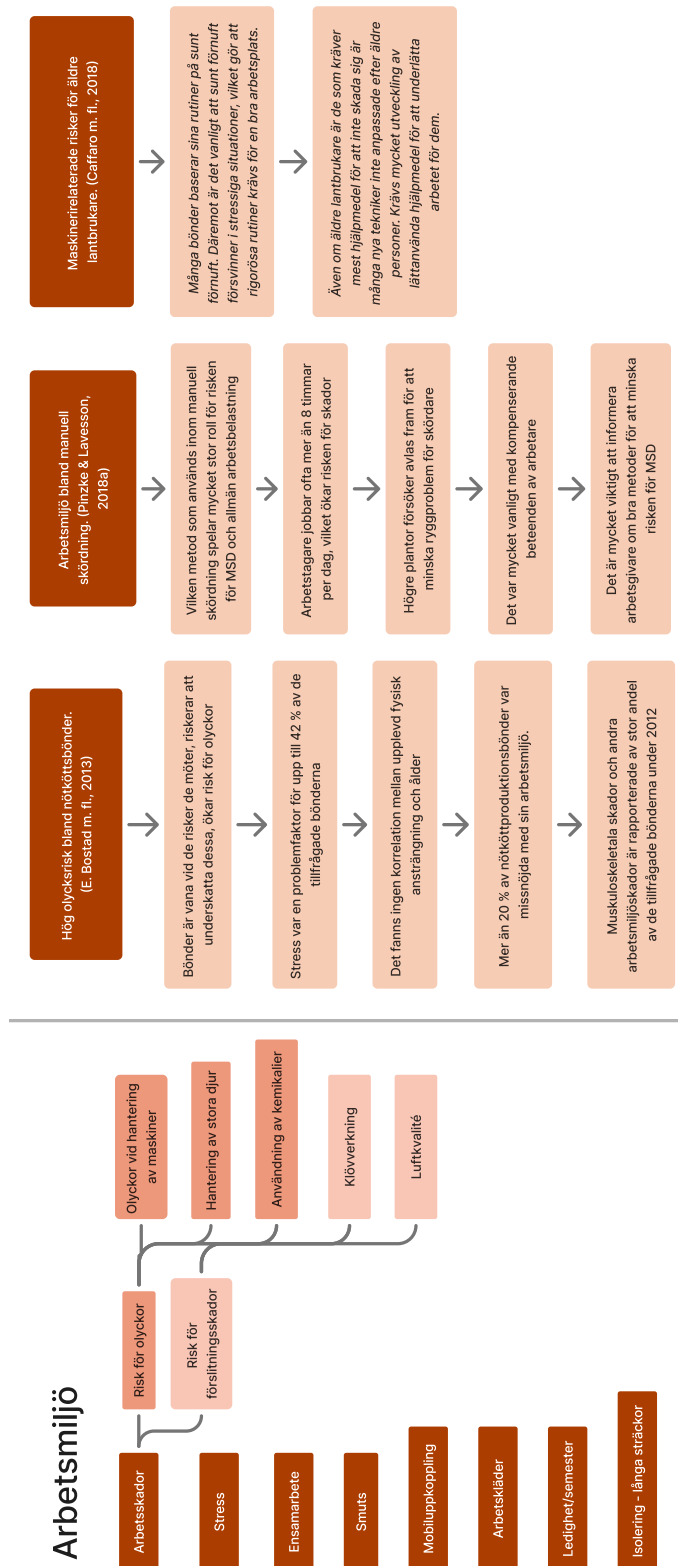 Arbetsmiljö
Arbetsskador
Stress
Ensamarbete
Smuts
Mobiluppkoppling
Arbetskläder
Ledighet/semester
Isolering - långa sträckor
Risk för olyckor
Risk för
förslitningsskador
Olyckor vid hantering
av maskiner
Hantering av stora djur
Användning av kemikalier
Klövverkning
Luftkvalité
Hög olycksrisk bland nötköttsbönder.
(E. Bostad m. fl., 2013)
Bönder är vana vid de risker de möter, riskerar att
underskatta dessa, ökar risk för olyckor
Stress var en problemfaktor för upp till 42 % av de
tillfrågade bönderna
Det fanns ingen korrelation mellan upplevd fysisk
ansträngning och ålder
Mer än 20 % av nötköttproduktionsbönder var
missnöjda med sin arbetsmiljö.
Muskuloskeletala skador och andra
arbetsmiljöskador är rapporterade av stor andel
av de tillfrågade bönderna under 2012
Arbetsmiljö bland manuell
skördning. (Pinzke & Lavesson,
2018a)
Vilken metod som används inom manuell
skördning spelar mycket stor roll för risken
för MSD och allmän arbetsbelastning
Arbetstagare jobbar ofta mer än 8 timmar
per dag, vilket ökar risken för skador
Högre plantor försöker avlas fram för att
minska ryggproblem för skördare
Det var mycket vanligt med kompenserande
beteenden av arbetare
Det är mycket viktigt att informera
arbetsgivare om bra metoder för att minska
risken för MSD
Maskinerirelaterade risker för äldre
lantbrukare. (Caffaro m. fl., 2018)
Många bönder baserar sina rutiner på sunt
förnuft. Däremot är det vanligt att sunt förnuft
försvinner i stressiga situationer, vilket gör att
rigorösa rutiner krävs för en bra arbetsplats.
Även om äldre lantbrukare är de som kräver
mest hjälpmedel för att inte skada sig är
många nya tekniker inte anpassade efter äldre
personer. Krävs mycket utveckling av
lättanvända hjälpmedel för att underlätta
arbetet för dem.